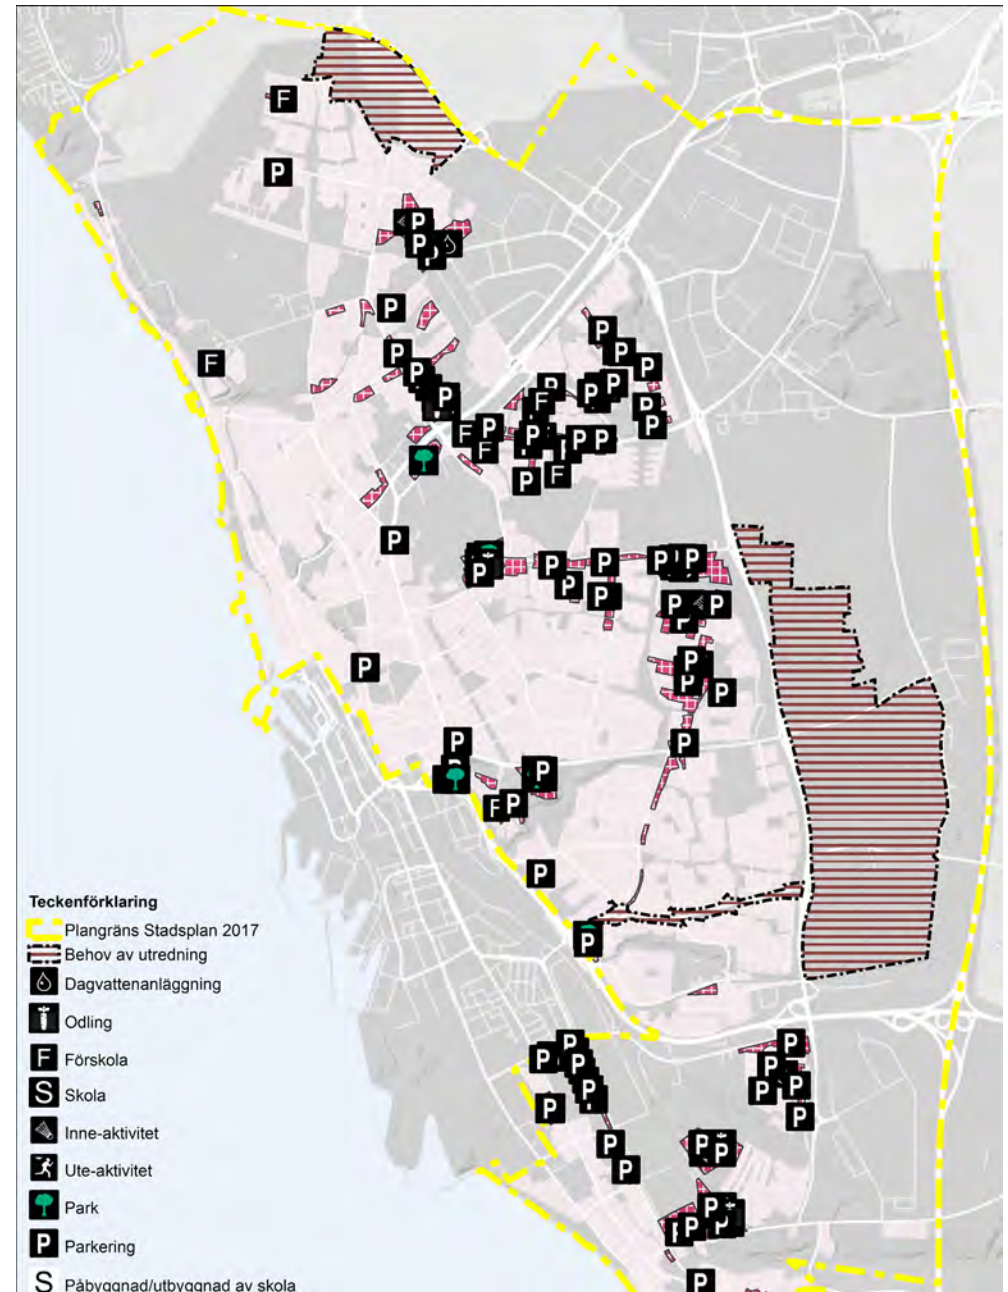 Teckenförklaring
Plangräns Stadsplan 2017
Behov av utredning
Dagvattenanläggning
Odling
F Förskola
S Skola
Inne-aktivitet
Ute-aktivitet
Park
P Parkering
S Påbyggnad/utbyggnad av skola